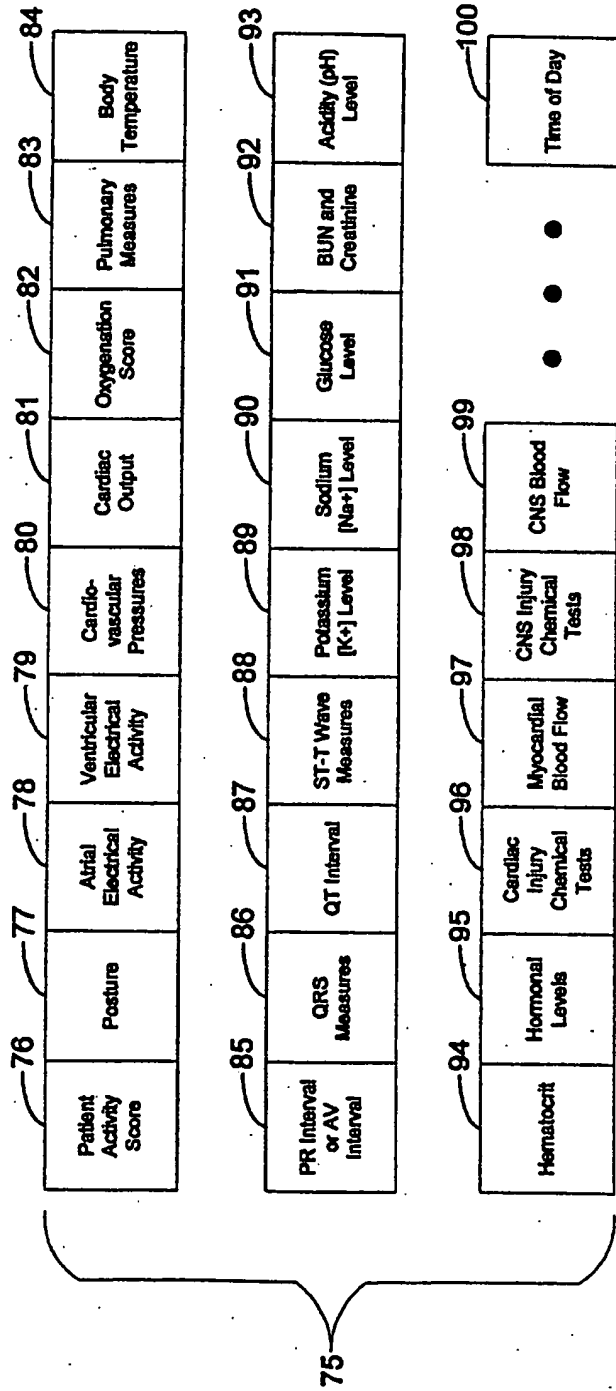 76
77
78
79
80
81
82
83
84
Patient
Activity
Score
Posture
Atrial
Electrical
Activity
Ventricular
Electrical
Activity
Cardio-
vascular
Pressures
Cardiac
Output
Oxygenation
Score
Pulmonary
Measures
Body
Temperature
85
86
87
88
89
90
91
92
93
PR Interval
or AV
Interval
QRS
Measures
QT Interval
ST-T Wave
Measures
Potassium
[K+] Level
Sodium
[Na+] Level
Glucose
Level
BUN and
Creatinine
Acidity (pH)
Level
75
94
95
96
97
98
99
100
Hematocrit
Hormonal
Levels
Cardiac
Injury
Chemical
Tests
Myocardial
Blood Flow
CNS Injury
Chemical
Tests
CNS Blood
Flow
Time of Day